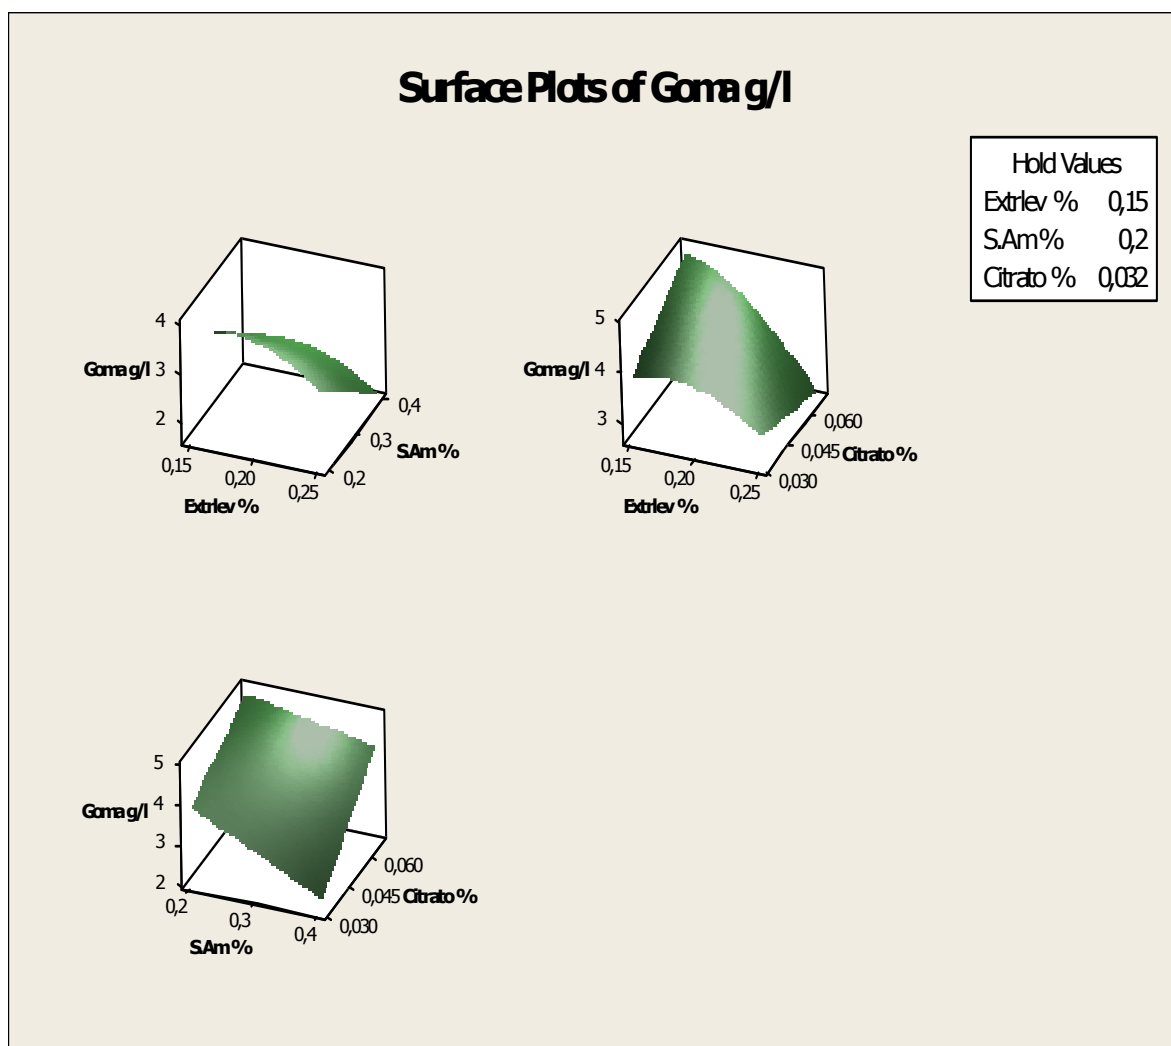 Surface Plots of Goma g/l
Hold Values
Extrlev % 0,15
S.Am % 0,2
Citrato % 0,032
4
Goma g/l 3
2
0,15
0,20
0,25
Extrlev %
0,2
0,3
0,4
S.Am %
5
Goma g/l 4
3
0,15
0,20
0,25
Extrlev %
0,030
0,045 Citrato %
0,060
5
Goma g/l 4
3
2
0,2
0,3
0,4
S.Am %
0,030
0,045 Citrato %
0,060